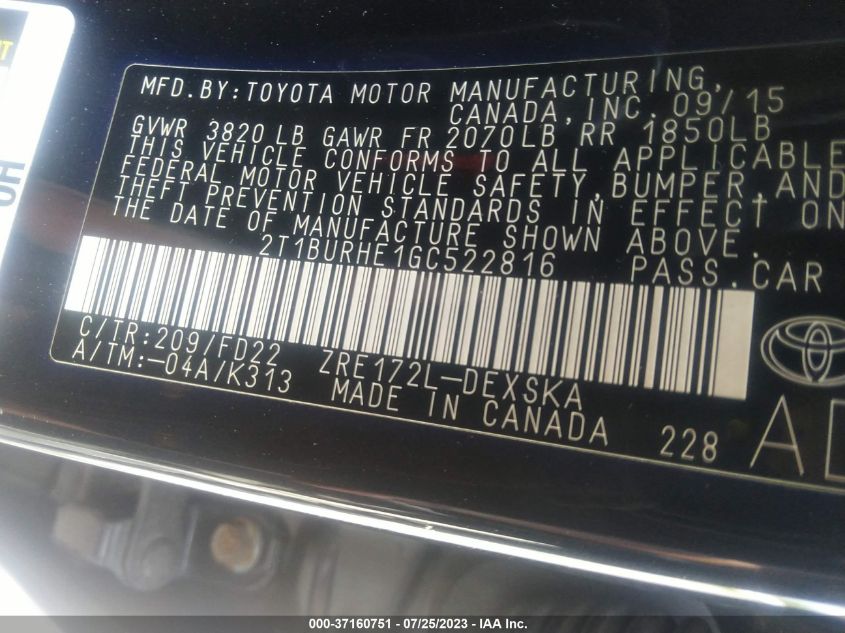 MFD.BY:TOYOTA MOTOR MANUFACTURING,
CANADA, INC. 09/15
GVWR 3820 LB GAWR FR 2070LB RR 1850LB
THIS VEHICLE CONFORMS TO ALL APPLICABLE
FEDERAL MOTOR VEHICLE SAFETY, BUMPER, AND
THEFT PREVENTION STANDARDS IN EFFECT ON
THE DATE OF MANUFACTURE SHOWN ABOVE.
2T1BURHE1GC522816 PASS.CAR
C/TR:209/FD22 ZRE172L-DEXSKA
A/TM:-04A/K313 MADE IN CANADA 228
000-37160751 / 07/25/2023 - IAA Inc.